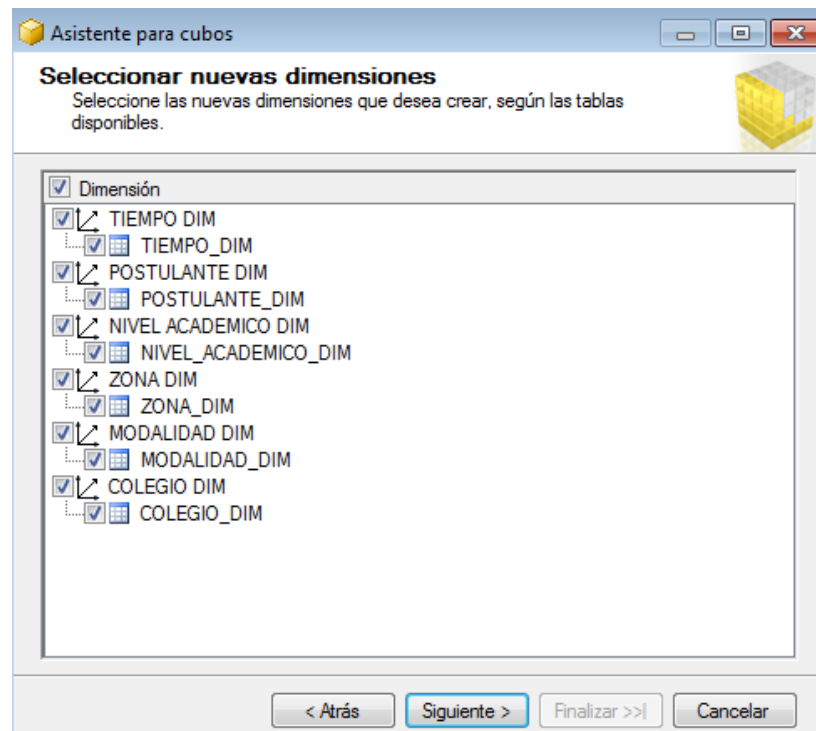 Asistente para cubos
Seleccionar nuevas dimensiones
Seleccione las nuevas dimensiones que desea crear, según las tablas
disponibles.
Dimensión
TIEMPO DIM
TIEMPO_DIM
POSTULANTE DIM
POSTULANTE_DIM
NIVEL ACADEMICO DIM
NIVEL_ACADEMICO_DIM
ZONA DIM
ZONA_DIM
MODALIDAD DIM
MODALIDAD_DIM
COLEGIO DIM
COLEGIO_DIM
< Atrás Siguiente > Finalizar >>| Cancelar